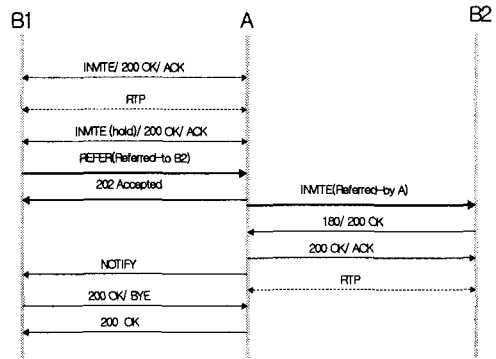 B1
A
B2
INVITE/ 200 OK/ ACK
RTP
INVITE (hold)/ 200 OK/ ACK
REFER(Referred-to B2)
202 Accepted
INVITE(Referred-by A)
180/ 200 OK
200 OK/ ACK
NOTIFY
RTP
200 OK/ BYE
200 OK